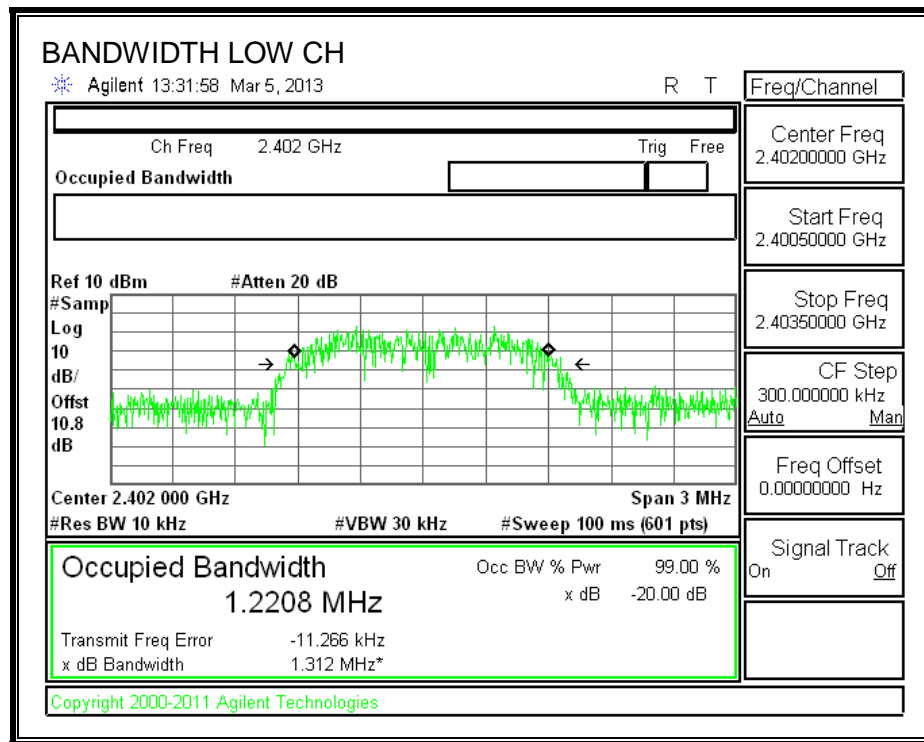 BANDWIDTH LOW CH
Agilent 13:31:58 Mar 5, 2013 R T
Freq/Channel
Ch Freq 2.402 GHz Trig Free
Occupied Bandwidth
Center Freq
2.40200000 GHz
Start Freq
2.40050000 GHz
Stop Freq
2.40350000 GHz
CF Step
300.000000 kHz
Auto Man
Freq Offset
0.00000000 Hz
Signal Track
On Off
Ref 10 dBm #Atten 20 dB
#Samp
Log
10
dB/
Offst
10.8
dB
Center 2.402 000 GHz Span 3 MHz
#Res BW 10 kHz #VBW 30 kHz #Sweep 100 ms (601 pts)
Occupied Bandwidth Occ BW % Pwr 99.00 %
1.2208 MHz x dB -20.00 dB
Transmit Freq Error -11.266 kHz
x dB Bandwidth 1.312 MHz*
Copyright 2000-2011 Agilent Technologies